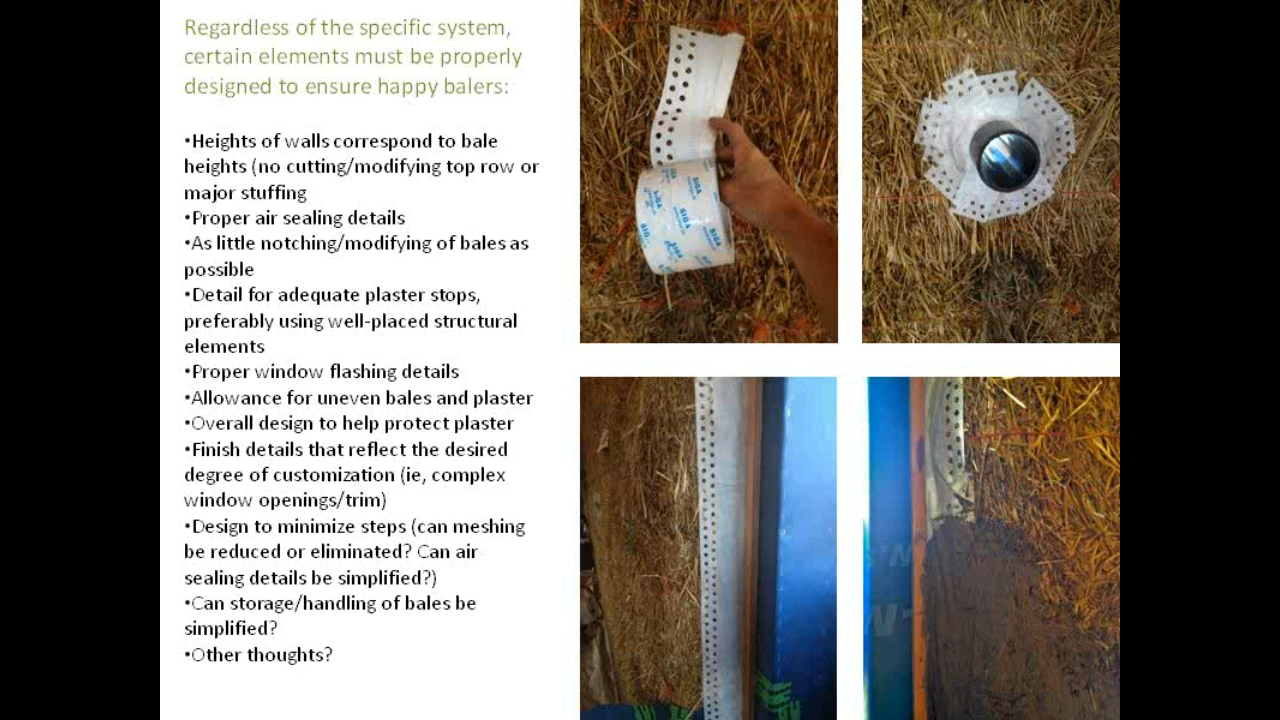 Regardless of the specific system,
certain elements must be properly
designed to ensure happy balers:
•Heights of walls correspond to bale
heights (no cutting/modifying top row or
major stuffing
•Proper air sealing details
•As little notching/modifying of bales as
possible
•Detail for adequate plaster stops,
preferably using well-placed structural
elements
•Proper window flashing details
•Allowance for uneven bales and plaster
•Overall design to help protect plaster
•Finish details that reflect the desired
degree of customization (ie, complex
window openings/trim)
•Design to minimize steps (can meshing
be reduced or eliminated? Can air
sealing details be simplified?)
•Can storage/handling of bales be
simplified?
•Other thoughts?
SIGA
SIGA
SIGA
SIGA